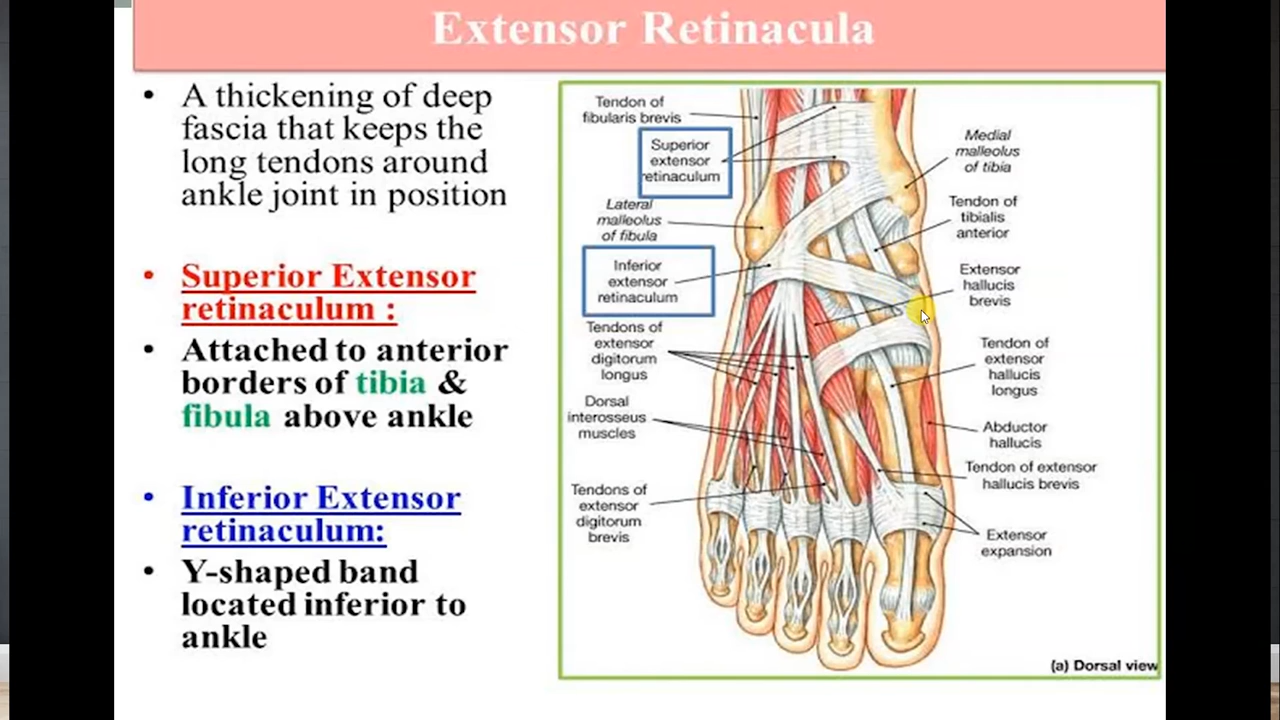 Extensor Retinacula
• A thickening of deep
fascia that keeps the
long tendons around
ankle joint in position
• Superior Extensor
retinaculum :
• Attached to anterior
borders of tibia &
fibula above ankle
• Inferior Extensor
retinaculum:
• Y-shaped band
located inferior to
ankle
Tendon of
fibularis brevis
Superior
extensor
retinaculum
Lateral
malleolus
of fibula
Inferior
extensor
retinaculum
Tendons of
extensor
digitorum
longus
Dorsal
interosseus
muscles
Tendons of
extensor
digitorum
brevis
Medial
malleolus
of tibia
Tendon of
tibialis
anterior
Extensor
hallucis
brevis
Tendon of
extensor
hallucis
longus
Abductor
hallucis
Tendon of extensor
hallucis brevis
Extensor
expansion
(a) Dorsal view